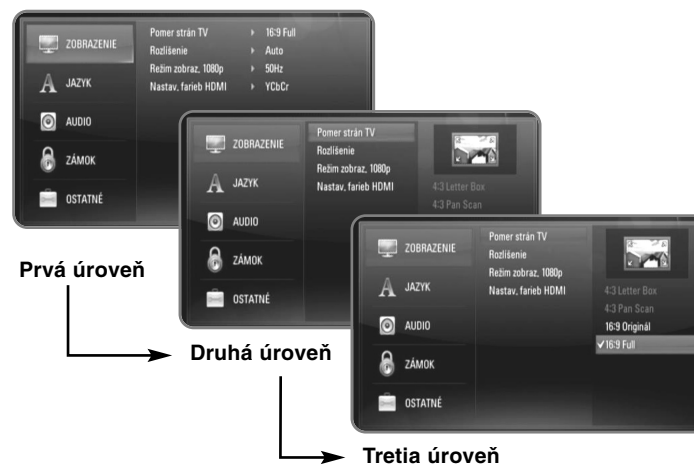 ZOBRAZENIE
JAZYK
AUDIO
ZÁMOK
OSTATNÉ
Pomer strán TV 16:9 Full
Rozlíšenie Auto
Režim zobraz, 1080p 50Hz
Nastav, farieb HDMI YCbCr
Prvá úroveň
ZOBRAZENIE
JAZYK
AUDIO
ZÁMOK
OSTATNÉ
Pomer strán TV
Rozlíšenie
Režim zobraz, 1080p
Nastav, farieb HDMI
4:3 Letter Box
4:3 Pan Scan
Druhá úroveň
ZOBRAZENIE
JAZYK
AUDIO
ZÁMOK
OSTATNÉ
Pomer strán TV
Rozlíšenie
Režim zobraz, 1080p
Nastav, farieb HDMI
4:3 Letter Box
4:3 Pan Scan
16:9 Originál
✓16:9 Full
Tretia úroveň